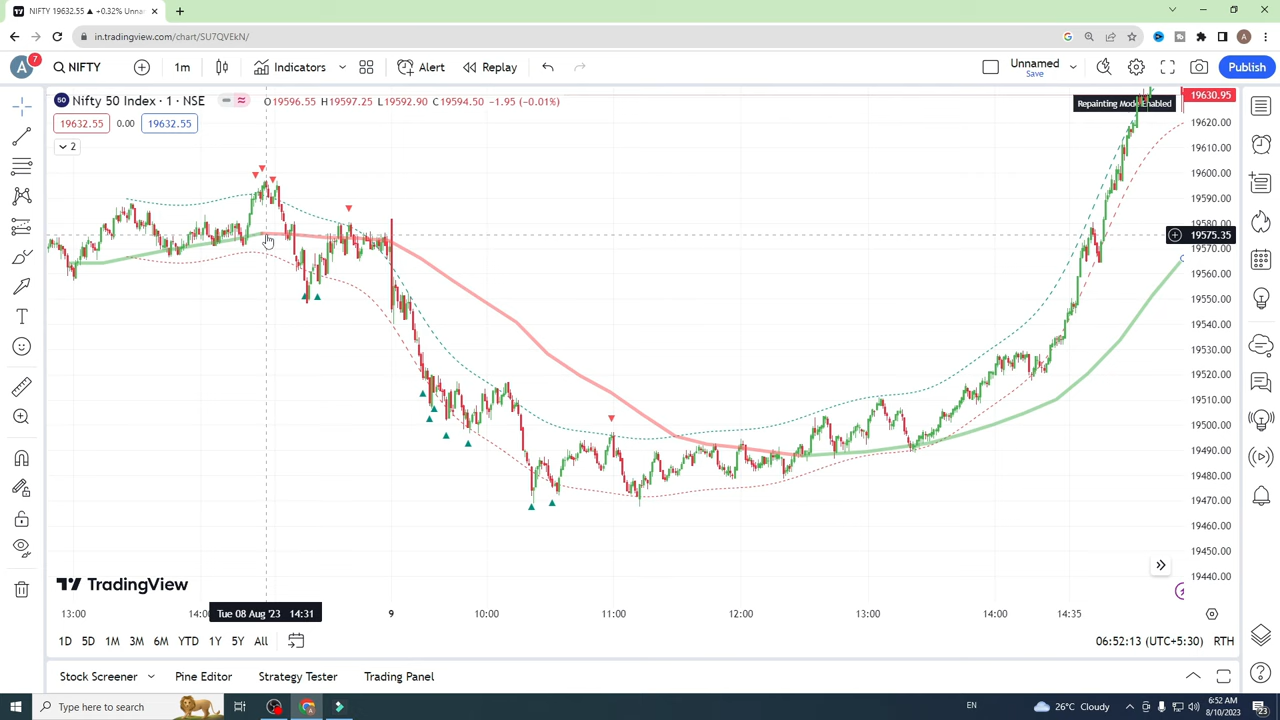 NIFTY 19632.55 ▲ +0.32% Unna
in.tradingview.com/chart/SU7QVEkN/
A
A
7
NIFTY
1m
Indicators
Alert
Replay
Unnamed
Save
Publish
50 Nifty 50 Index · 1 · NSE
O19596.55 H19597.25 L19592.90 C19594.50 −1.95 (−0.01%)
19632.55 0.00 19632.55
2
Repainting Mode Enabled
19630.95
19620.00
19610.00
19600.00
19590.00
19580.00
19575.35
19570.00
19560.00
19550.00
19540.00
19530.00
19520.00
19510.00
19500.00
19490.00
19480.00
19470.00
19460.00
19450.00
19440.00
TradingView
13:00 14:0 Tue 08 Aug '23 14:31 9 10:00 11:00 12:00 13:00 14:00 14:35
1D 5D 1M 3M 6M YTD 1Y 5Y All
06:52:13 (UTC+5:30) RTH
Stock Screener Pine Editor Strategy Tester Trading Panel
Type here to search
26°C Cloudy
EN
6:52 AM
8/10/2023
23